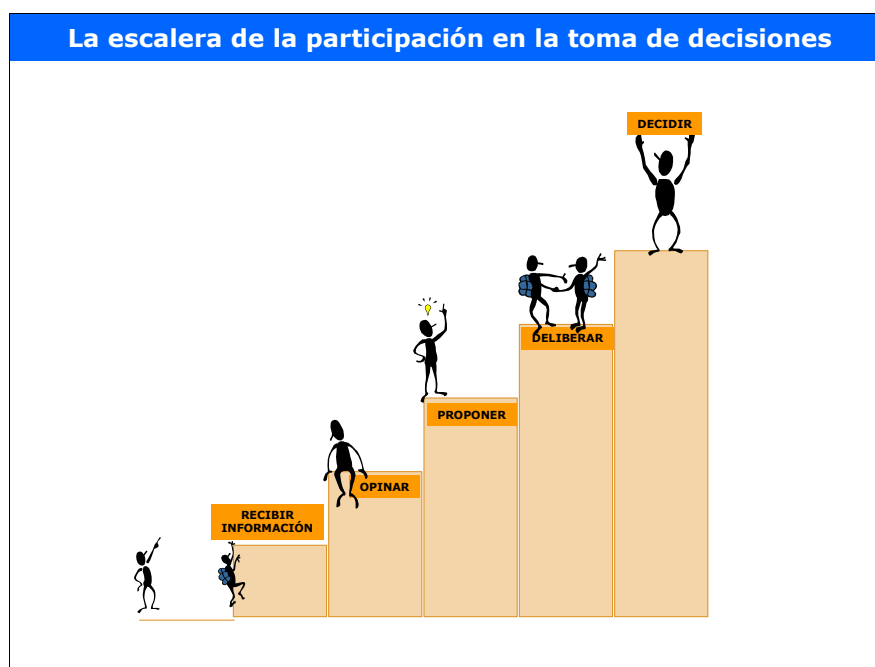 La escalera de la participación en la toma de decisiones
DECIDIR
DELIBERAR
PROPONER
OPINAR
RECIBIR
INFORMACIÓN